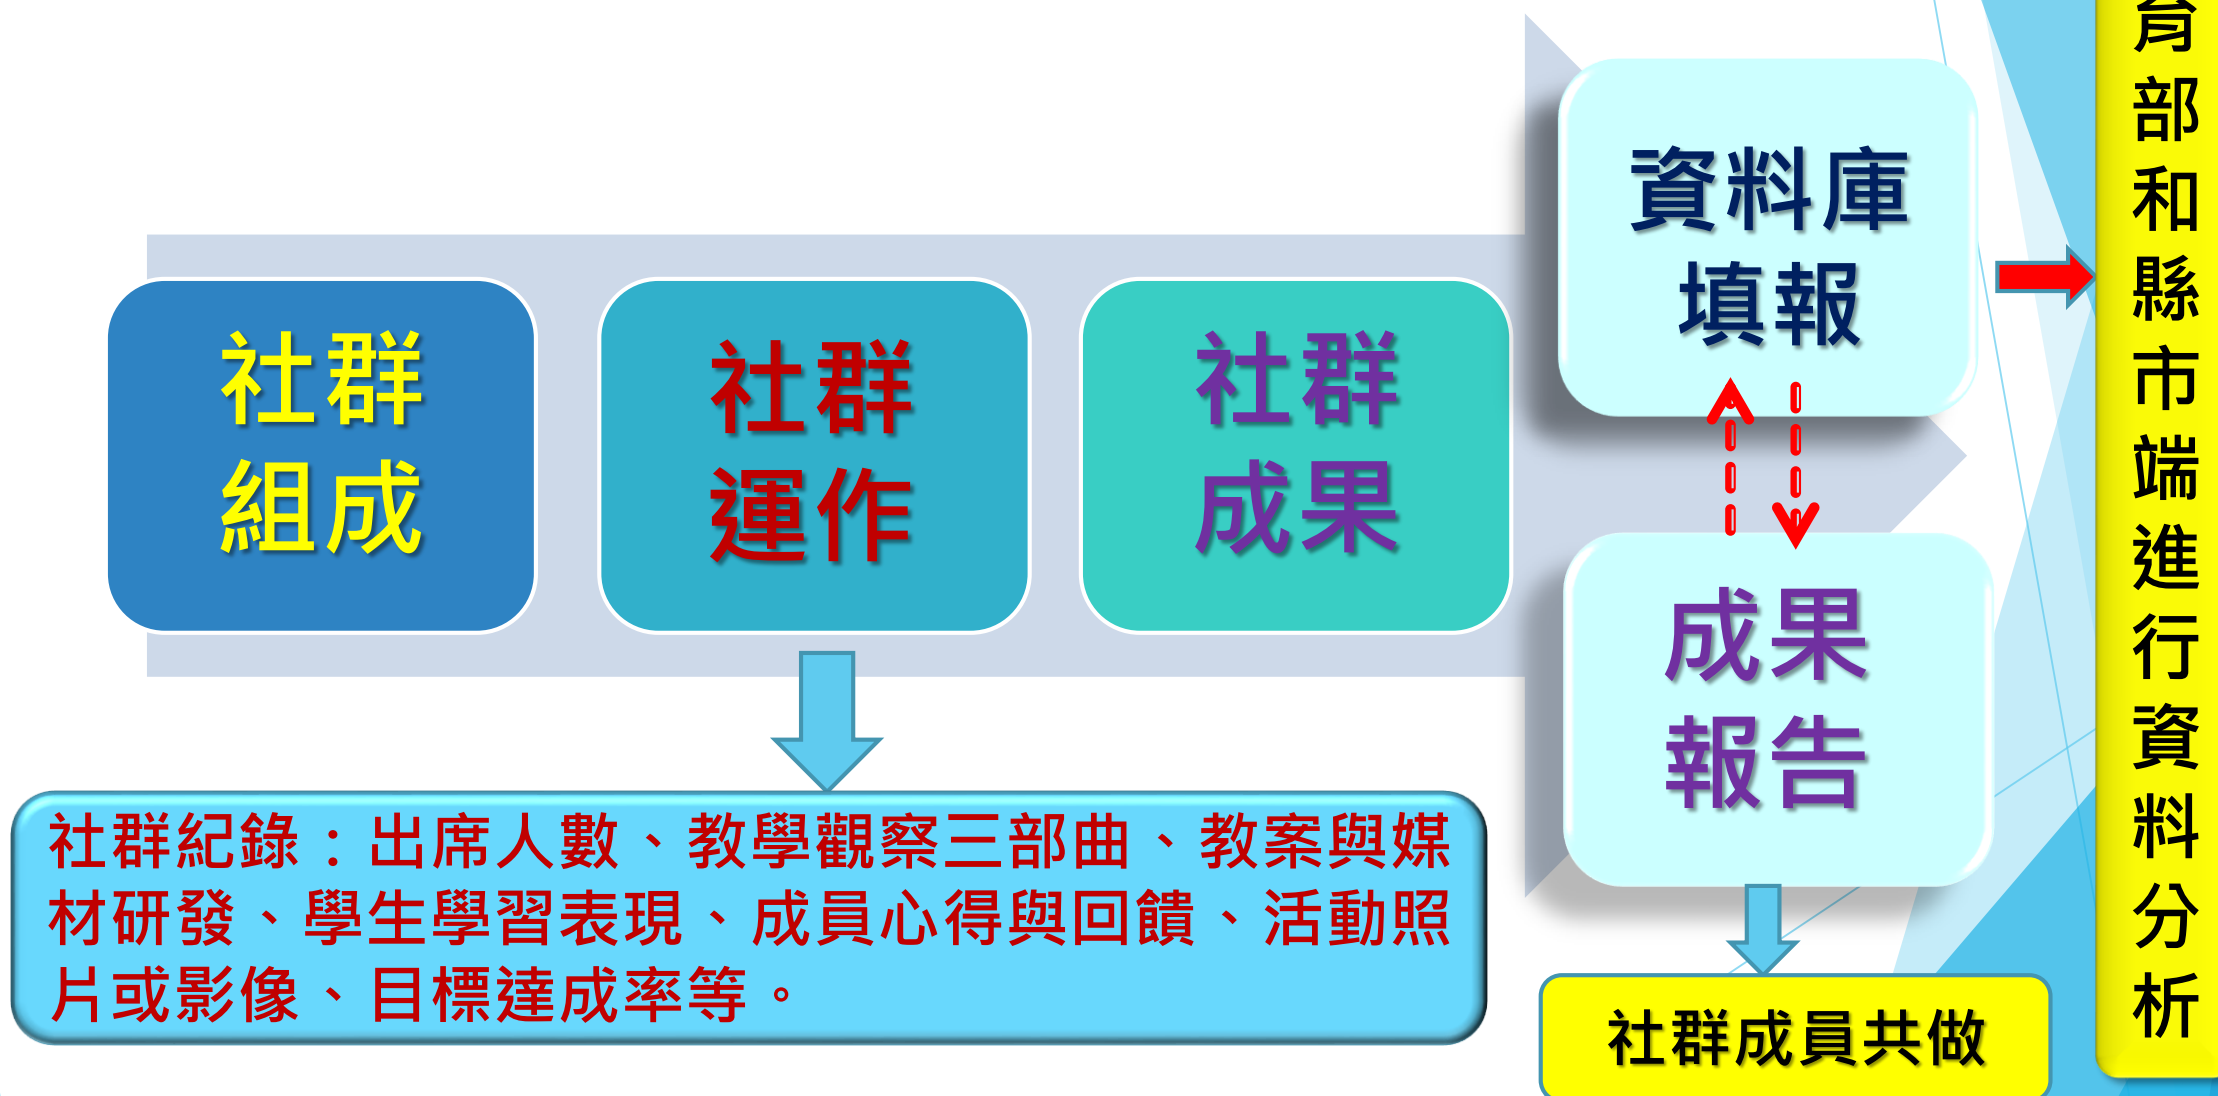 社群
組成
社群
運作
社群
成果
資料庫
填報
成果
報告
社群紀錄：出席人數、教學觀察三部曲、教案與媒
材研發、學生學習表現、成員心得與回饋、活動照
片或影像、目標達成率等。
社群成員共做
育部和縣市端進行資料分析